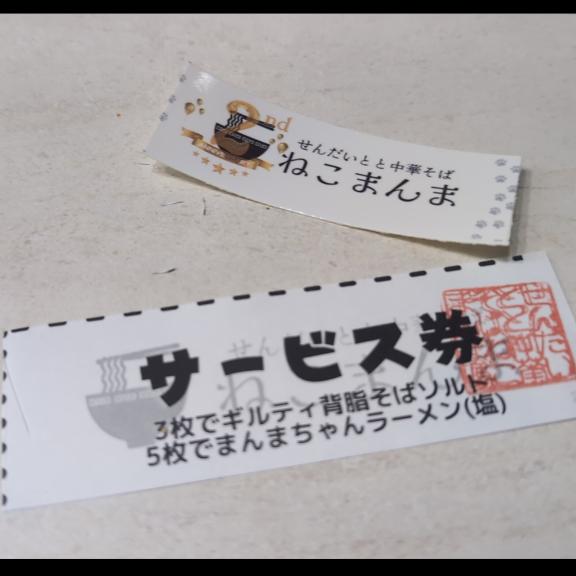 2nd
せんだいとと中華そば
ねこまんま
サービス券
3枚でギルティ背脂そばソルト
5枚でまんまちゃんラーメン(塩)